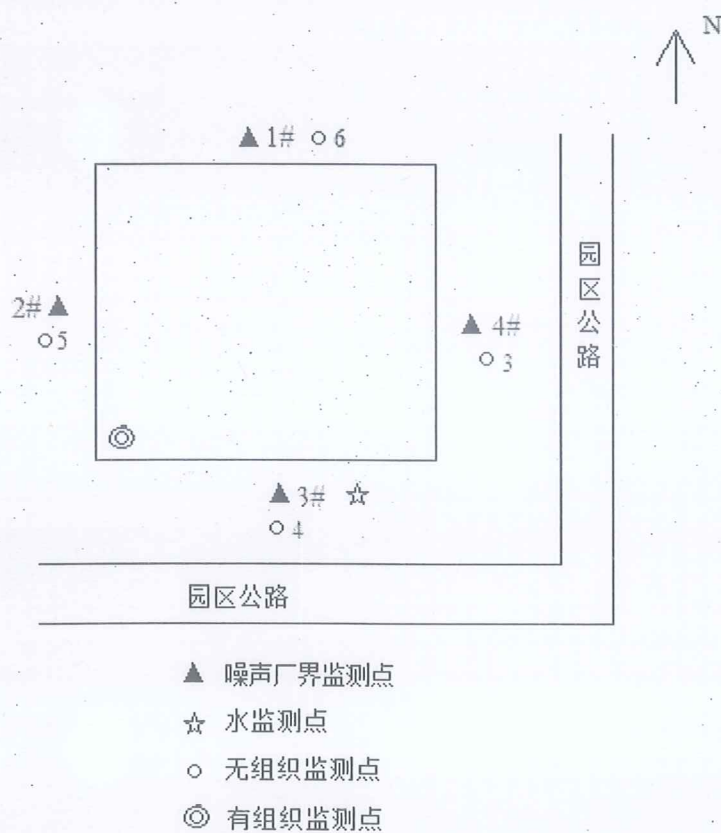 N
▲1# ○6
园区公路
2#▲
○5
▲ 4#
○ 3
◎
▲3# ☆
○ 4
园区公路
▲ 噪声厂界监测点
☆ 水监测点
○ 无组织监测点
◎ 有组织监测点